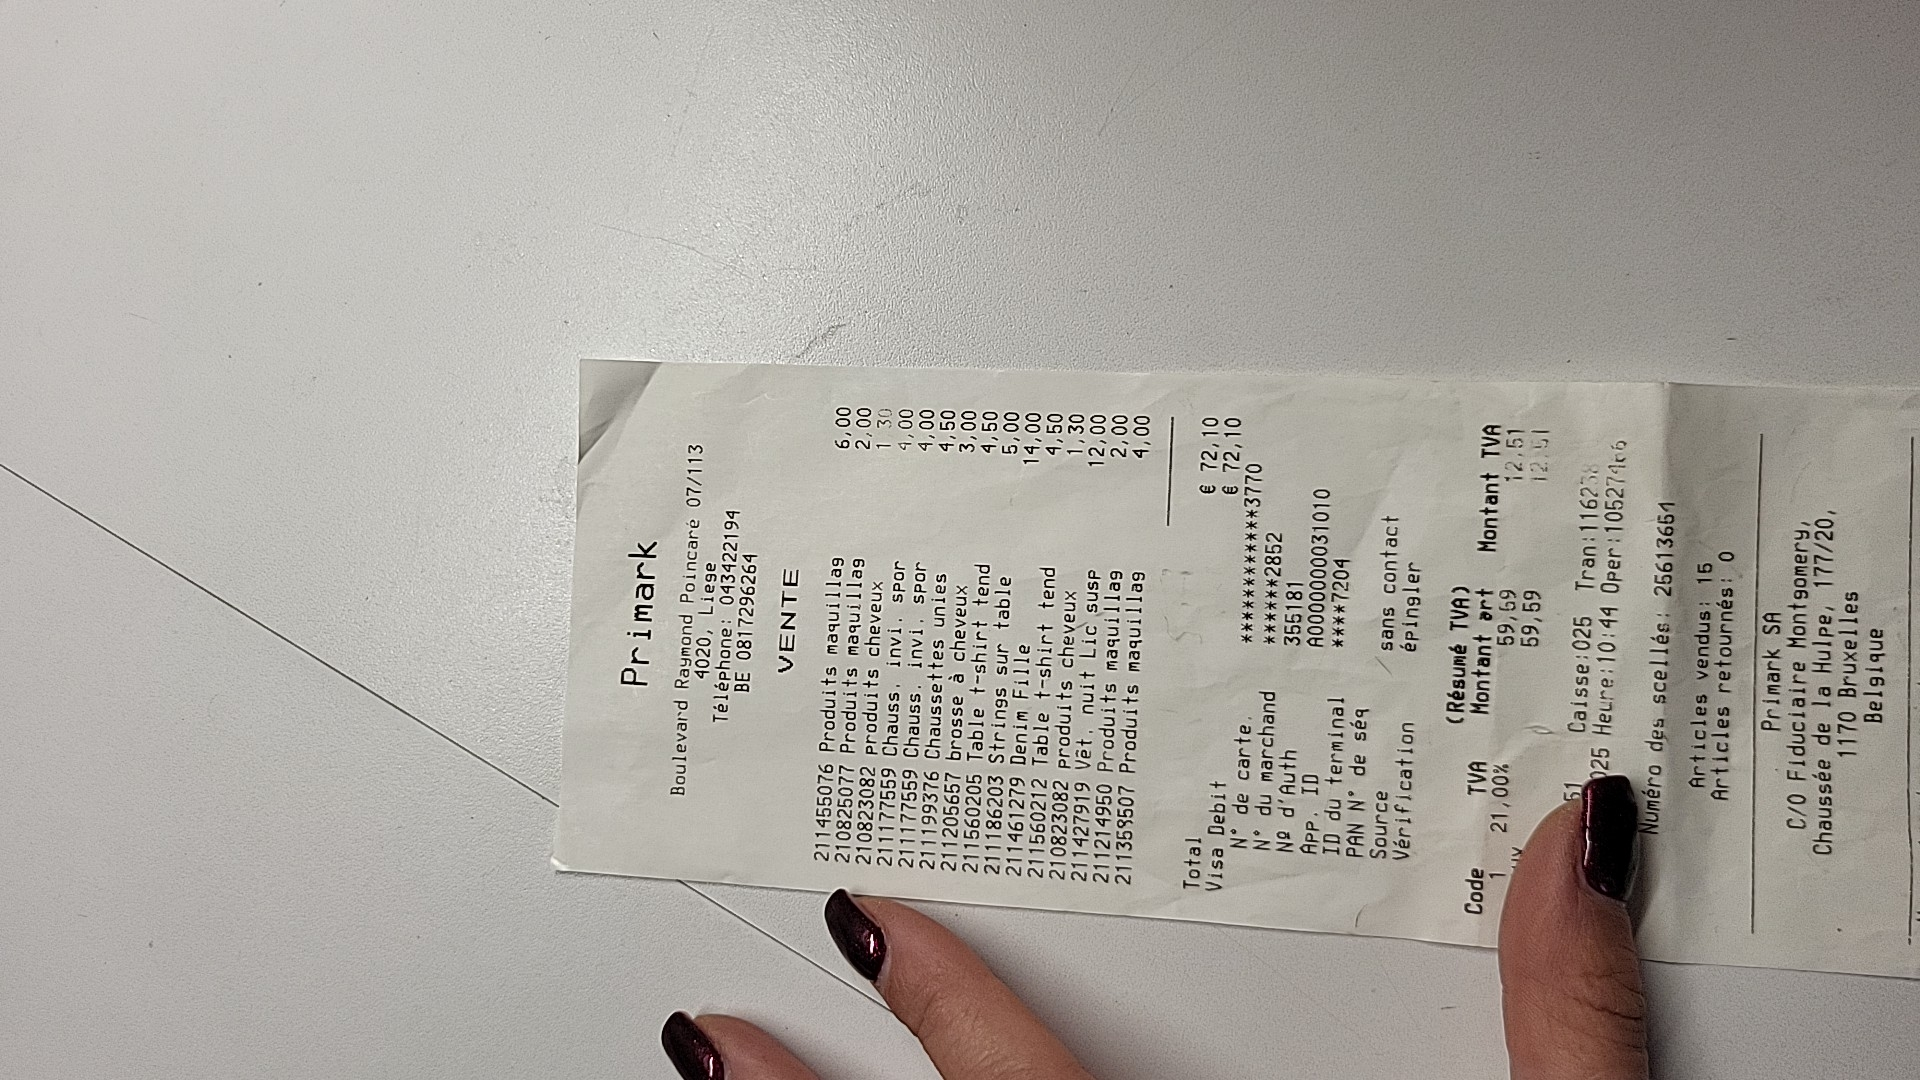 Primark
Boulevard Raymond Poincaré 07/113
4020, Liege
Téléphone: 043422194
BE 0817296264
VENTE
211455076 Produits maquillag 6,00
210825077 Produits maquillag 2,00
210823082 produits cheveux 1,30
211177559 Chauss. invi. spor 4,00
211177559 Chauss. invi. spor 4,00
211199376 Chaussettes unies 4,50
211205657 brosse à cheveux 3,00
211560205 Table t-shirt tend 4,50
211186203 Strings sur table 5,00
211461279 Denim Fille 14,00
211560212 Table t-shirt tend 4,50
210823082 produits cheveux 1,30
211427919 Vêt. nuit Lic susp 12,00
211214950 Produits maquillag 2,00
211359507 Produits maquillag 4,00
Total € 72,10
Visa Debit € 72,10
N° de carte. ************3770
N° du marchand ******2852
Nº d'Auth 355181
App. ID A0000000031010
ID du terminal ****7204
PAN N° de séq
Source sans contact
Vérification épingler
(Résumé TVA)
Code TVA Montant art Montant TVA
1 21,00% 59,59 12,51
59,59 12,51
51 Caisse:025 Tran:116238
025 Heure:10:44 Oper:10527466
Numéro des scellés: 25613651
Articles vendus: 15
Articles retournés: 0
Primark SA
C/O Fiduciaire Montgomery,
Chaussée de la Hulpe, 177/20,
1170 Bruxelles
Belgique